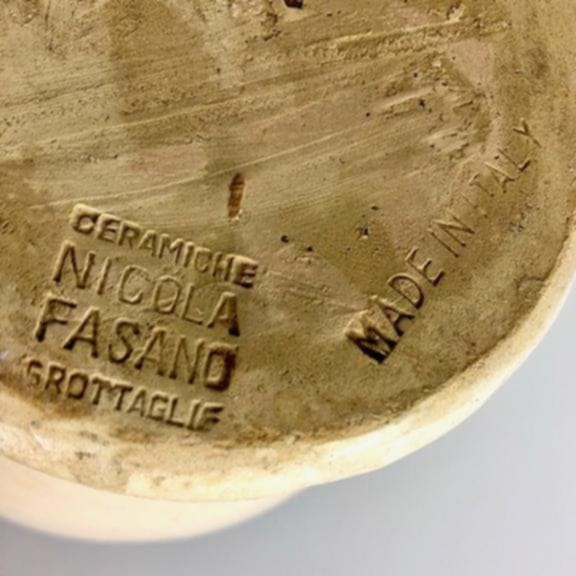 CERAMICHE
NICOLA
FASANO
GROTTAGLIE
MADE IN ITALY